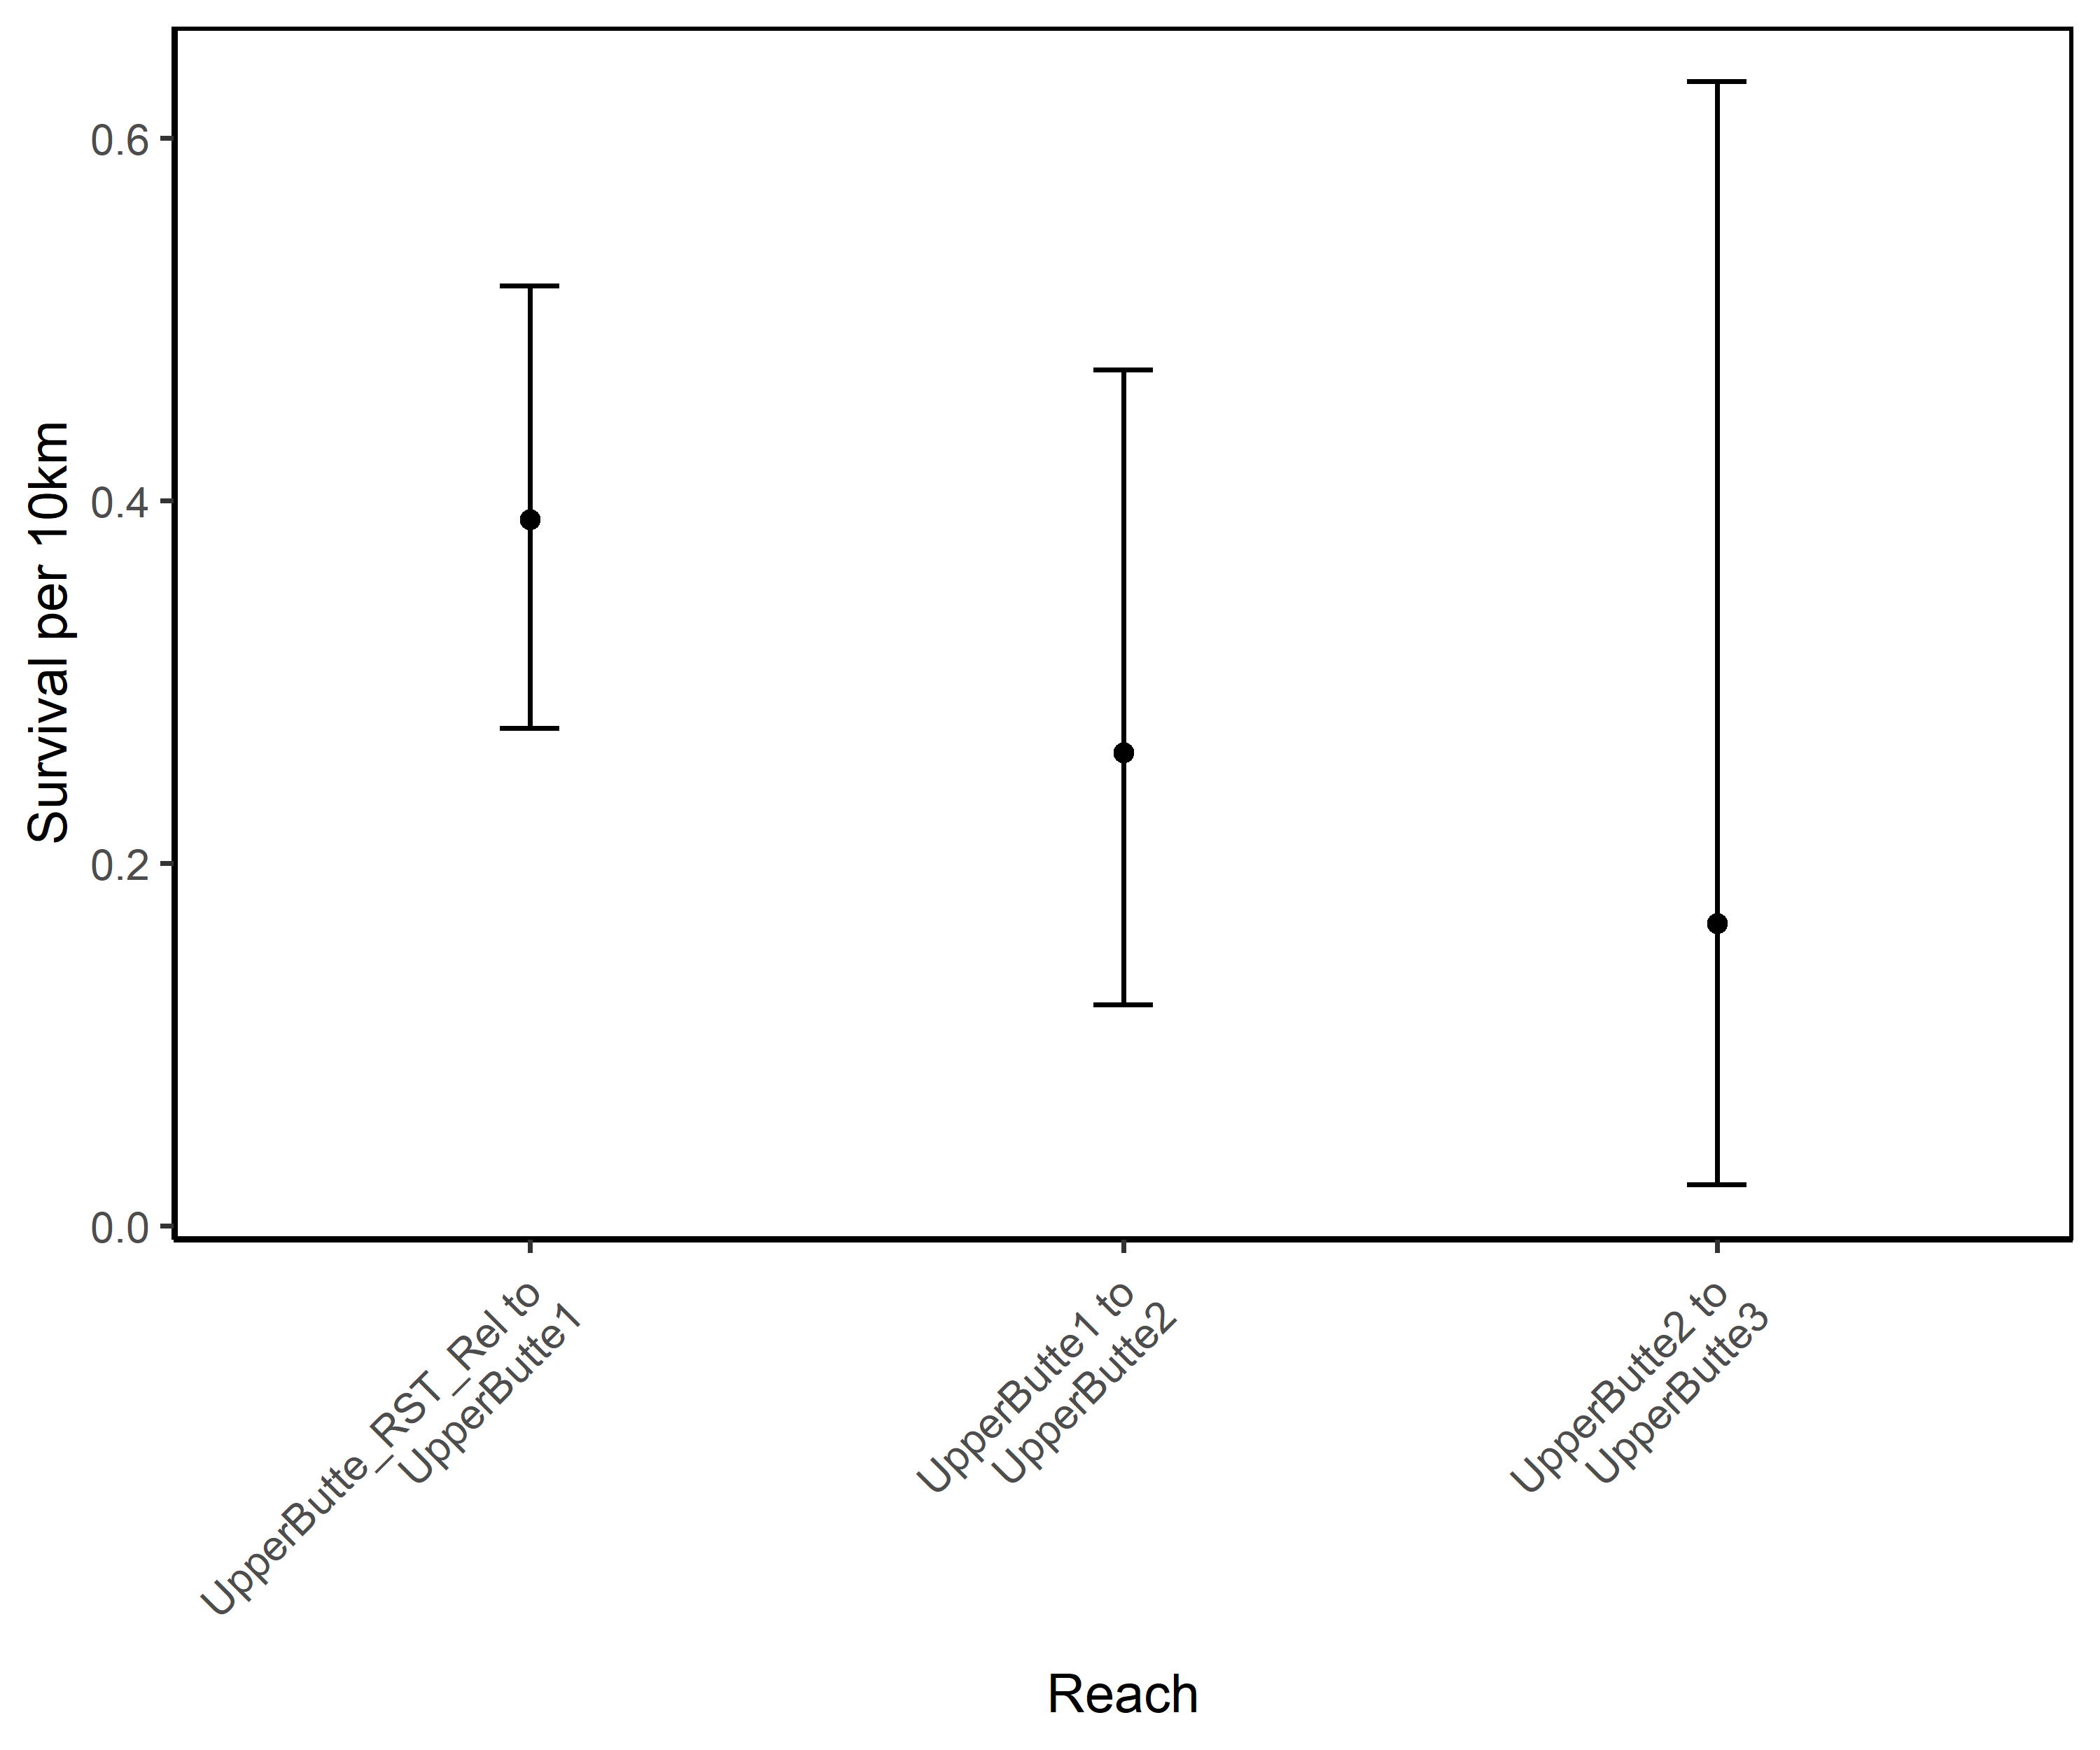 Survival per 10km
0.6
0.4
0.2
0.0
UpperButte_RST_Rel to
UpperButte1
UpperButte1 to
UpperButte2
UpperButte2 to
UpperButte3
Reach